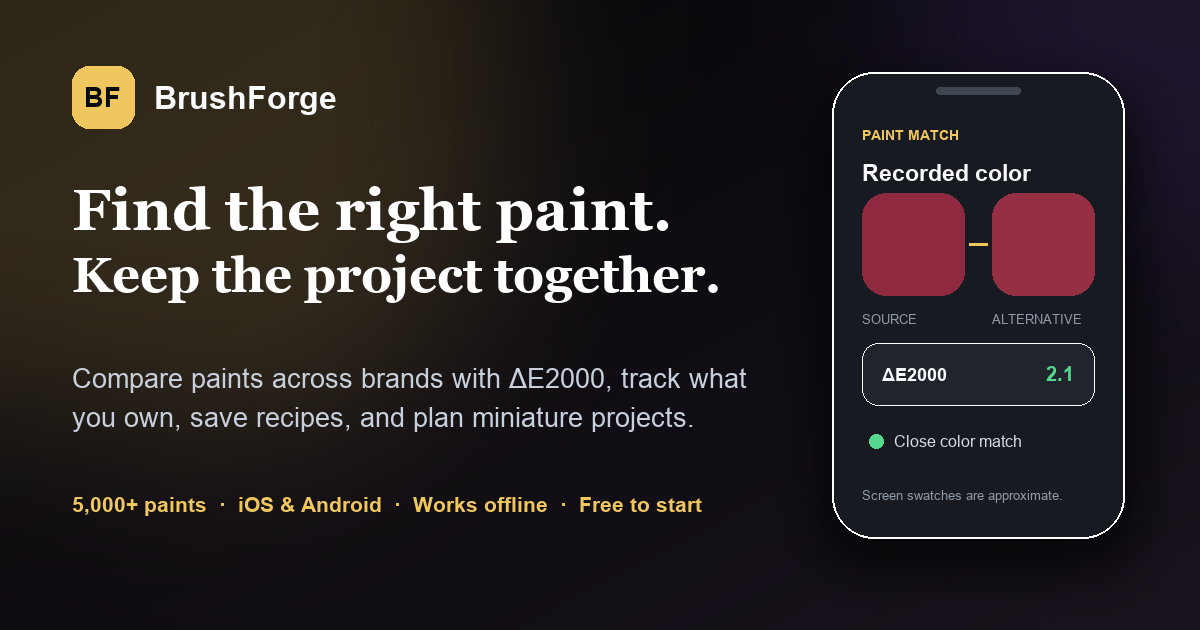 BF
BrushForge
Find the right paint.
Keep the project together.
Compare paints across brands with ΔE2000, track what
you own, save recipes, and plan miniature projects.
5,000+ paints · iOS & Android · Works offline · Free to start
PAINT MATCH
Recorded color
SOURCE
ALTERNATIVE
ΔE2000 2.1
Close color match
Screen swatches are approximate.